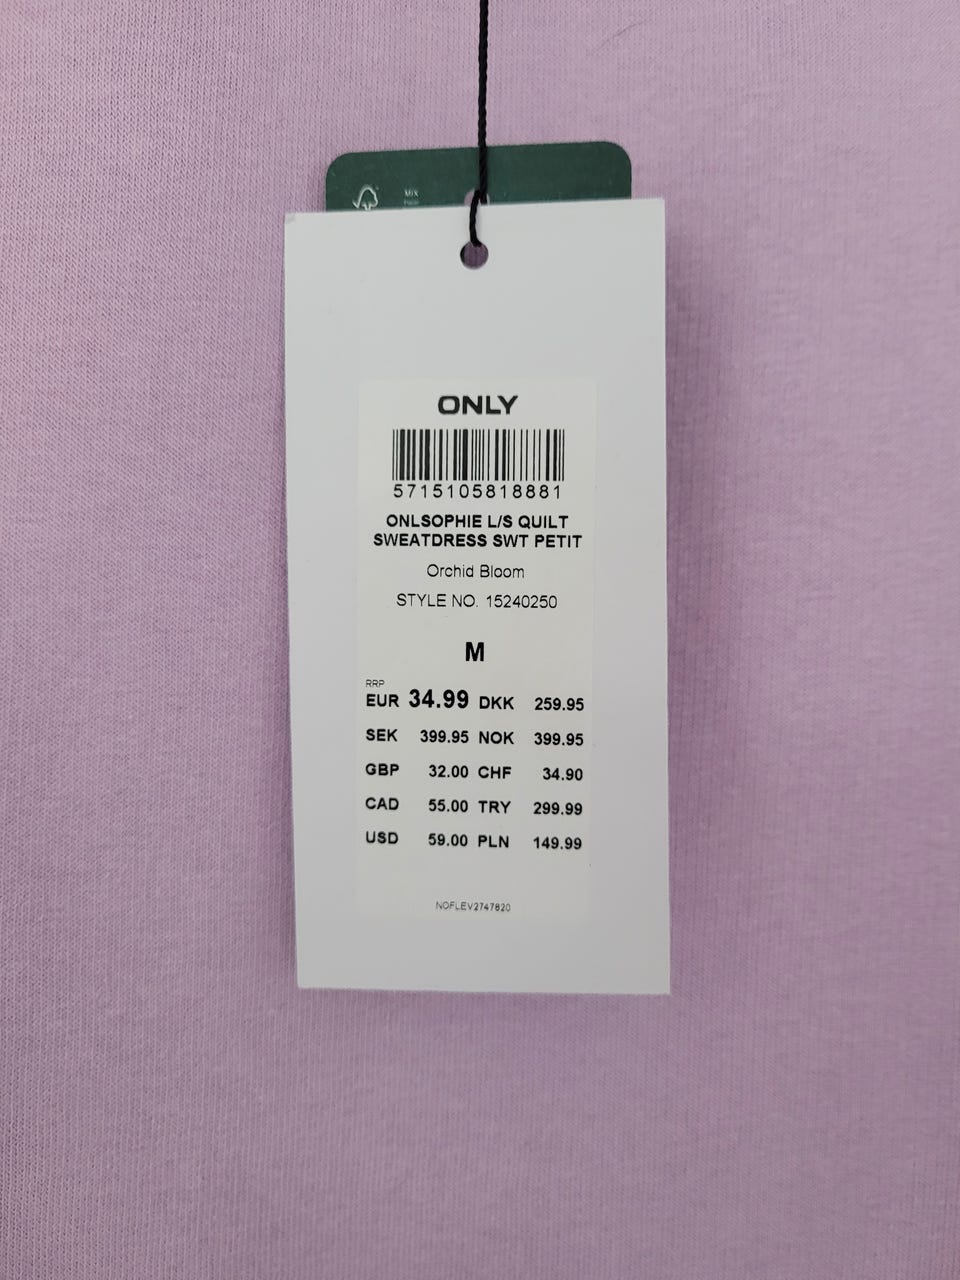 MIX
ONLY
5715105818881
ONLSOPHIE L/S QUILT
SWEATDRESS SWT PETIT
Orchid Bloom
STYLE NO. 15240250
M
RRP
EUR 34.99 DKK 259.95
SEK 399.95 NOK 399.95
GBP 32.00 CHF 34.90
CAD 55.00 TRY 299.99
USD 59.00 PLN 149.99
NOFLEV2747820